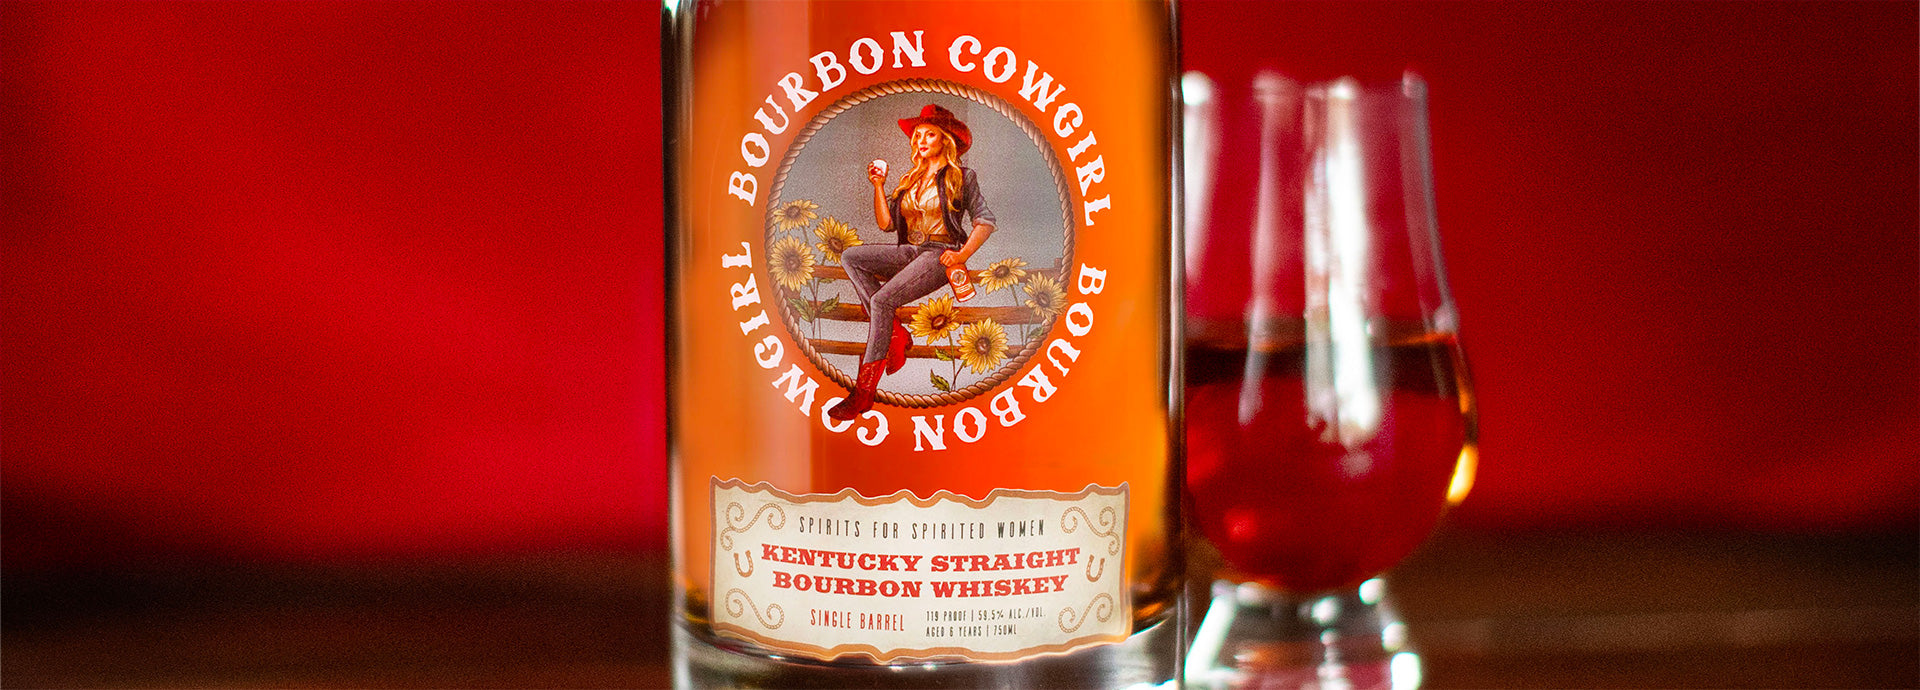 BOURBON COWGIRL BOURBON COWGIRL
SPIRITS FOR SPIRITED WOMEN
KENTUCKY STRAIGHT
BOURBON WHISKEY
SINGLE BARREL
119 PROOF | 59.5% ALC./VOL.
AGED 6 YEARS | 750ML